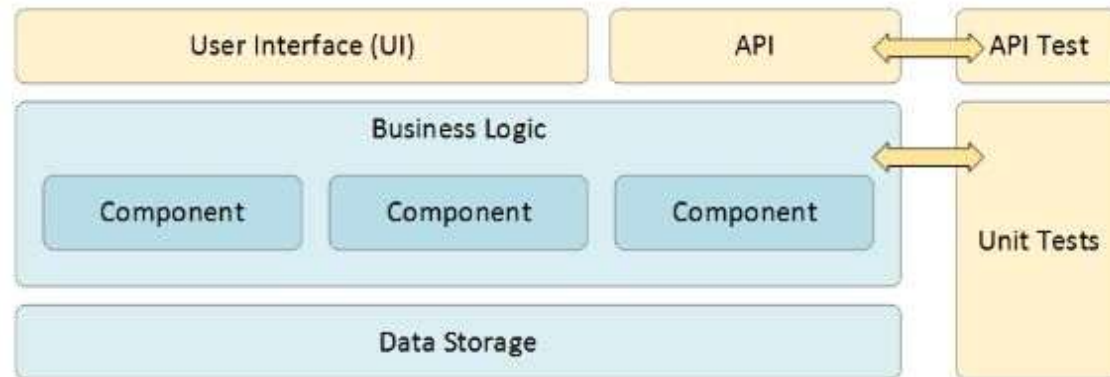 User Interface (UI)
API
API Test
Business Logic
Component
Component
Component
Unit Tests
Data Storage